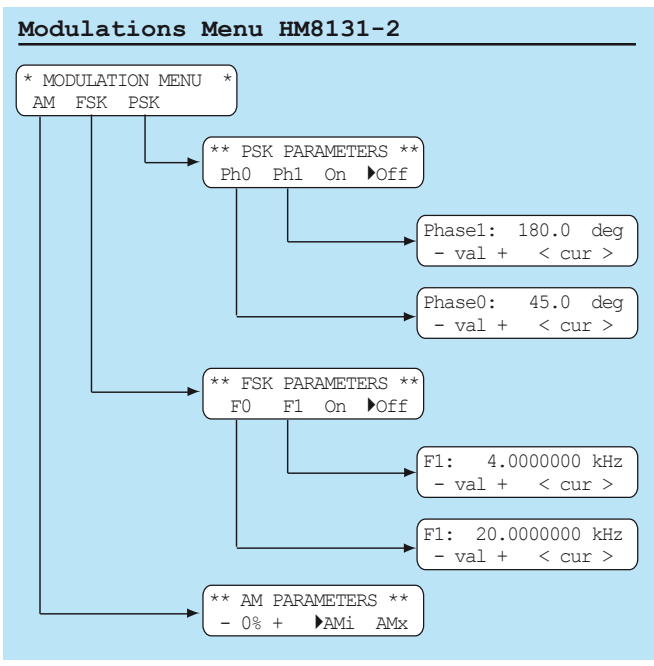 Modulations Menu HM8131-2
* MODULATION MENU *
AM FSK PSK
** PSK PARAMETERS **
Ph0 Ph1 On ▶Off
Phase1: 180.0 deg
- val + < cur >
Phase0: 45.0 deg
- val + < cur >
** FSK PARAMETERS **
F0 F1 On ▶Off
F1: 4.0000000 kHz
- val + < cur >
F1: 20.0000000 kHz
- val + < cur >
** AM PARAMETERS **
- 0% + ▶AMi AMx